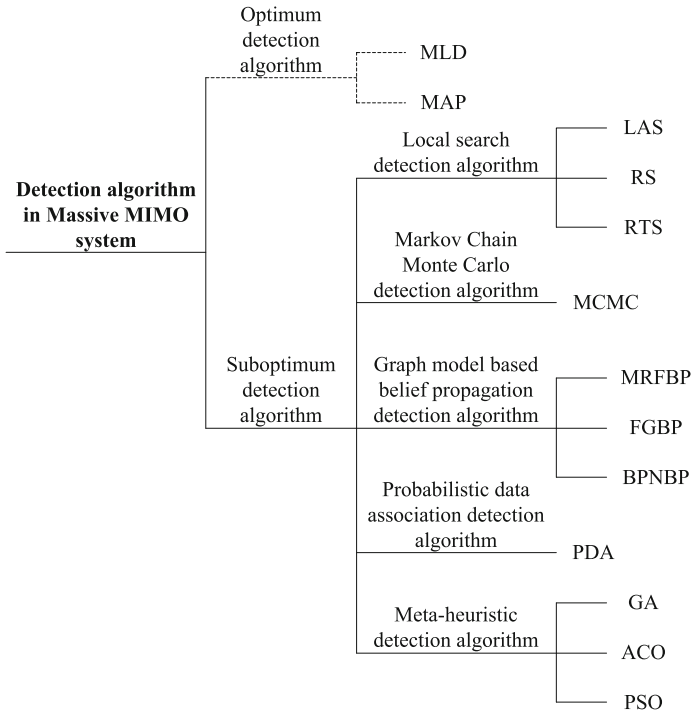 Optimum
detection
algorithm
MLD
MAP
Detection algorithm
in Massive MIMO
system
Local search
detection algorithm
LAS
RS
RTS
Markov Chain
Monte Carlo
detection algorithm
MCMC
Suboptimum
detection
algorithm
Graph model based
belief propagation
detection algorithm
MRFBP
FGBP
BPNBP
Probabilistic data
association detection
algorithm
PDA
Meta-heuristic
detection algorithm
GA
ACO
PSO